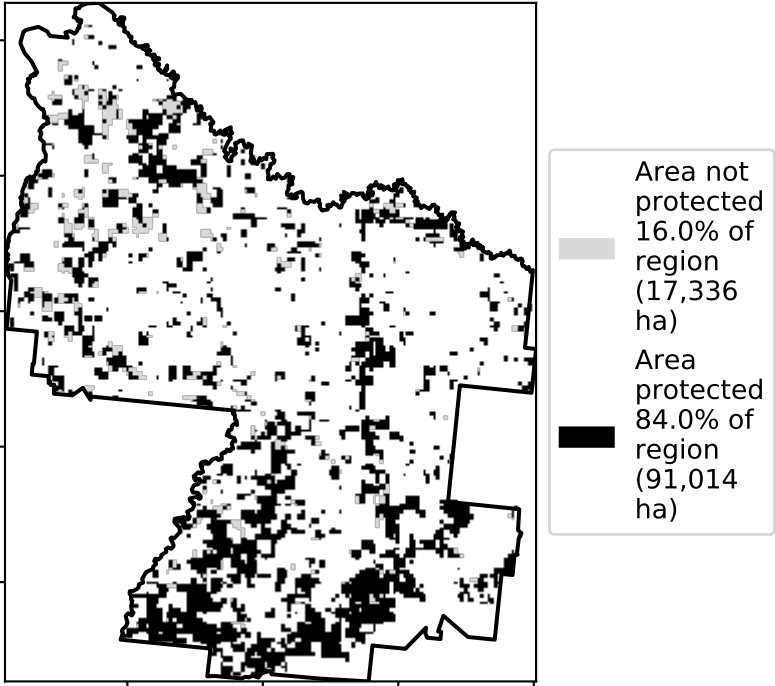 Area not
protected
16.0% of
region
(17,336
ha)
Area
protected
84.0% of
region
(91,014
ha)